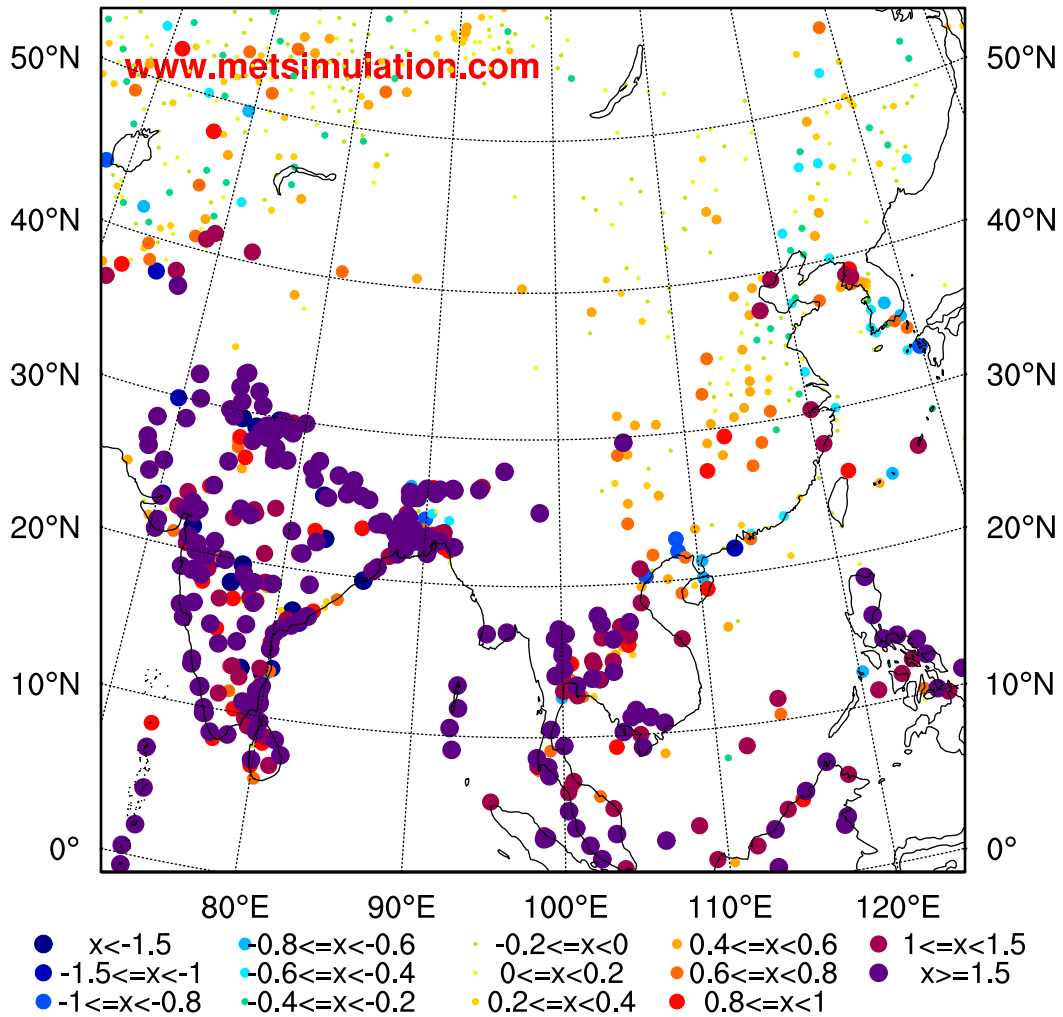 50°N 50°N
www.metsimulation.com
40°N 40°N
30°N 30°N
20°N 20°N
10°N 10°N
0° 0°
80°E 90°E 100°E 110°E 120°E
x<-1.5 -0.8<=x<-0.6 -0.2<=x<0 0.4<=x<0.6 1<=x<1.5
-1.5<=x<-1 -0.6<=x<-0.4 0<=x<0.2 0.6<=x<0.8 x>=1.5
-1<=x<-0.8 -0.4<=x<-0.2 0.2<=x<0.4 0.8<=x<1